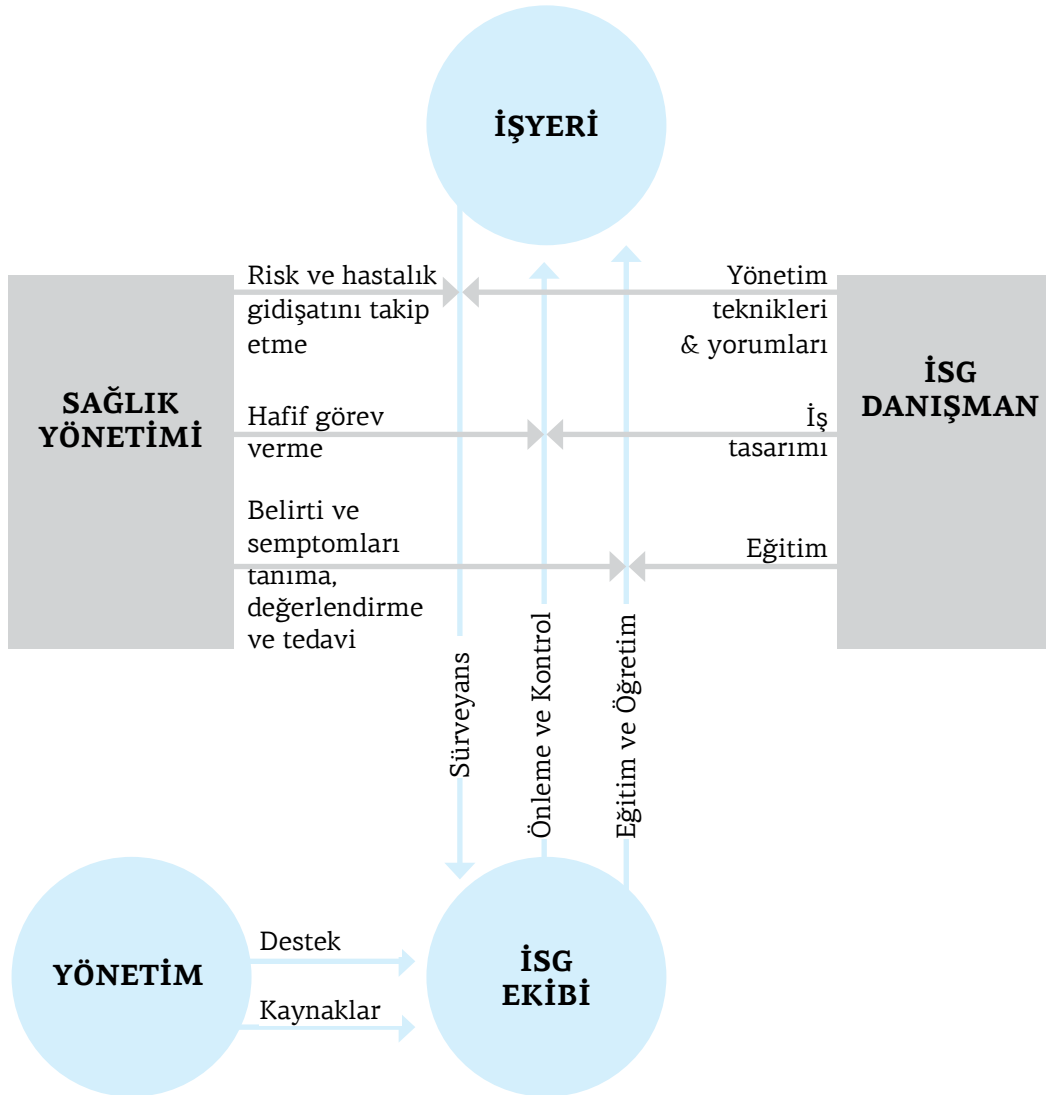 İŞYERİ
Risk ve hastalık
gidişatını takip
etme
Yönetim
teknikleri
& yorumları
SAĞLIK
YÖNETİMİ
İSG
DANIŞMAN
Hafif görev
verme
İş
tasarımı
Belirti ve
semptomları
tanıma,
değerlendirme
ve tedavi
Eğitim
Sürveyans
Önleme ve Kontrol
Eğitim ve Öğretim
YÖNETİM
Destek
Kaynaklar
İSG
EKİBİ